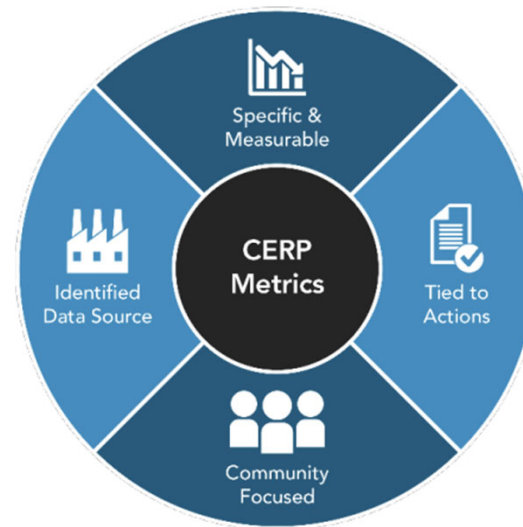 Specific &
Measurable
CERP
Metrics
Identified
Data Source
Tied to
Actions
Community
Focused